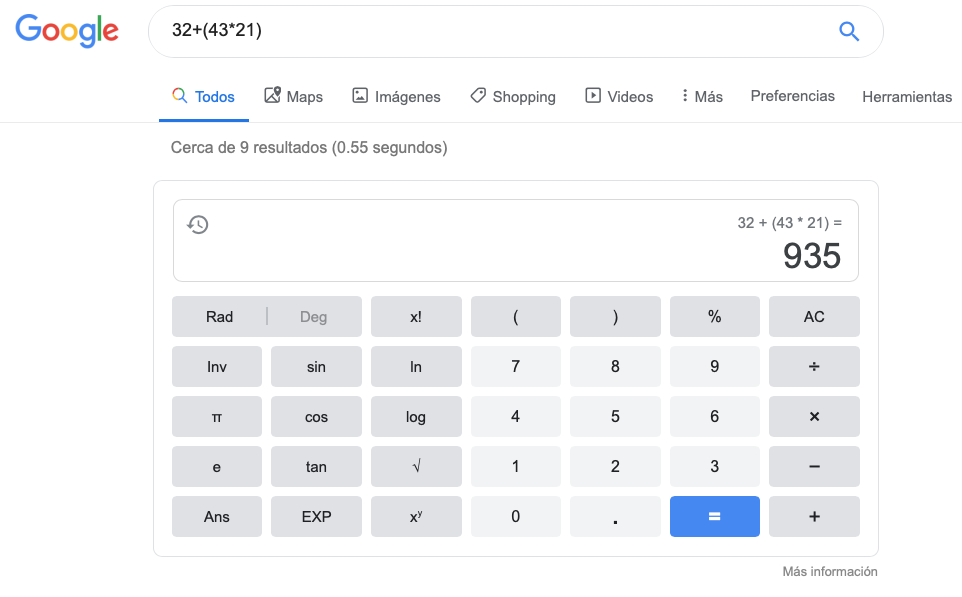 Google 32+(43*21)
Todos Maps Imágenes Shopping Videos Más Preferencias Herramientas
Cerca de 9 resultados (0.55 segundos)
32 + (43 * 21) =
935
Rad | Deg x! ( ) % AC
Inv sin ln 7 8 9 ÷
π cos log 4 5 6 ×
e tan √ 1 2 3 −
Ans EXP xʸ 0 . = +
Más información